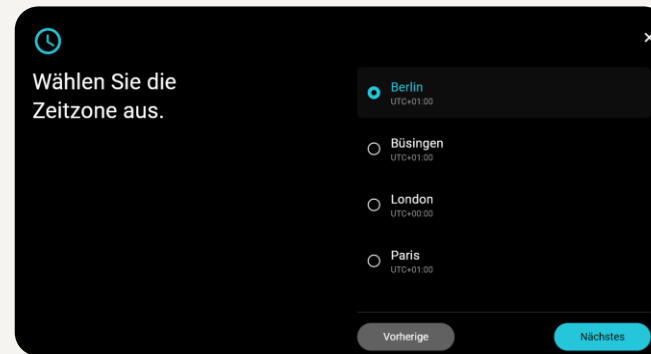 Wählen Sie die
Zeitzone aus.
Berlin
UTC+01:00
Büsingen
UTC+01:00
London
UTC+00:00
Paris
UTC+01:00
Vorherige
Nächstes